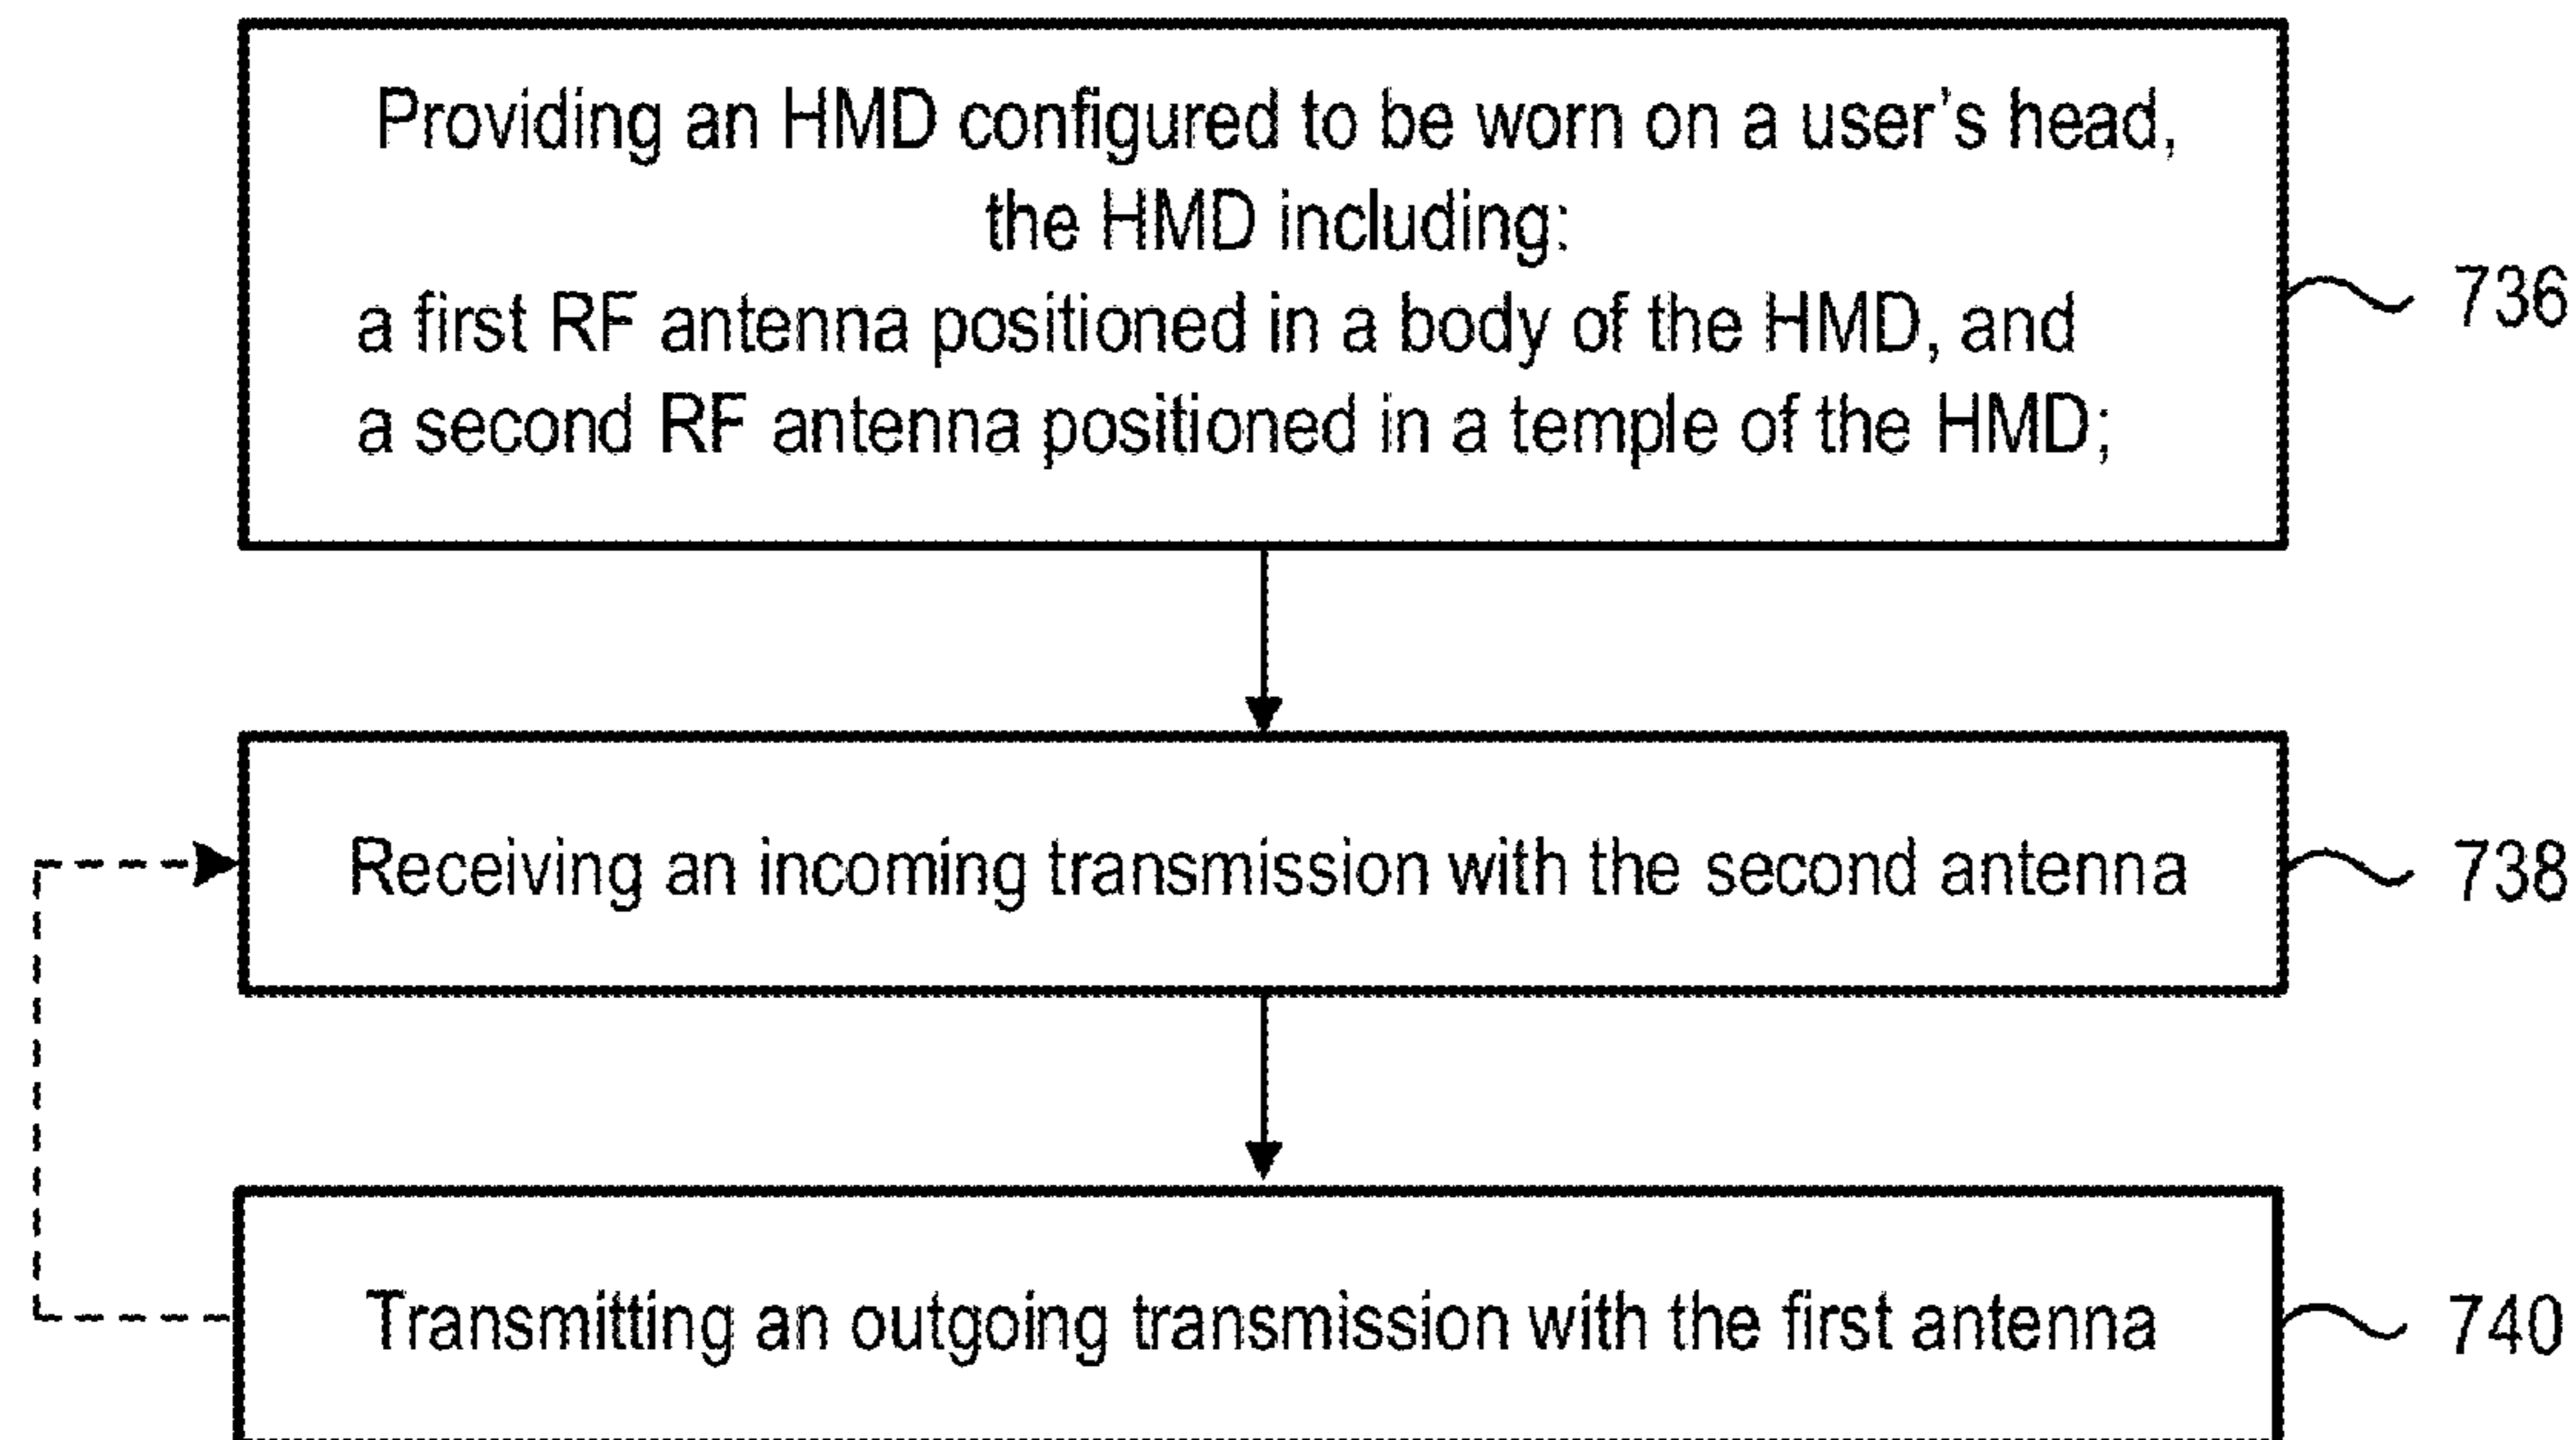 Providing an HMD configured to be worn on a user’s head,
the HMD including:
a first RF antenna positioned in a body of the HMD, and
a second RF antenna positioned in a temple of the HMD;
736
Receiving an incoming transmission with the second antenna
738
Transmitting an outgoing transmission with the first antenna
740